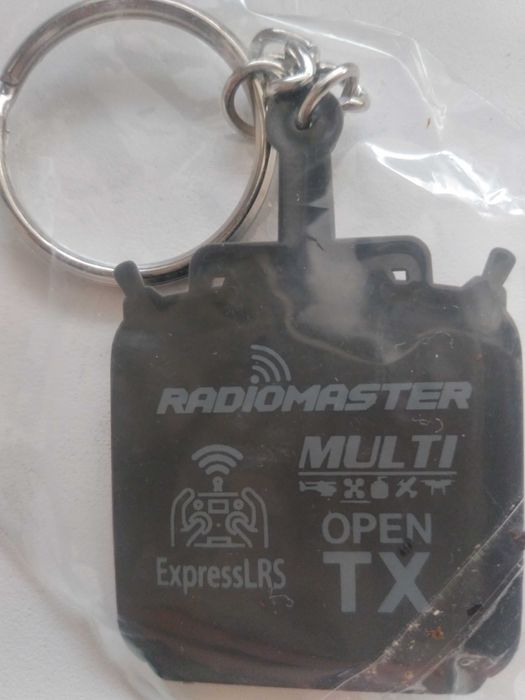 RADIOMASTER
MULTI
OPEN
TX
ExpressLRS